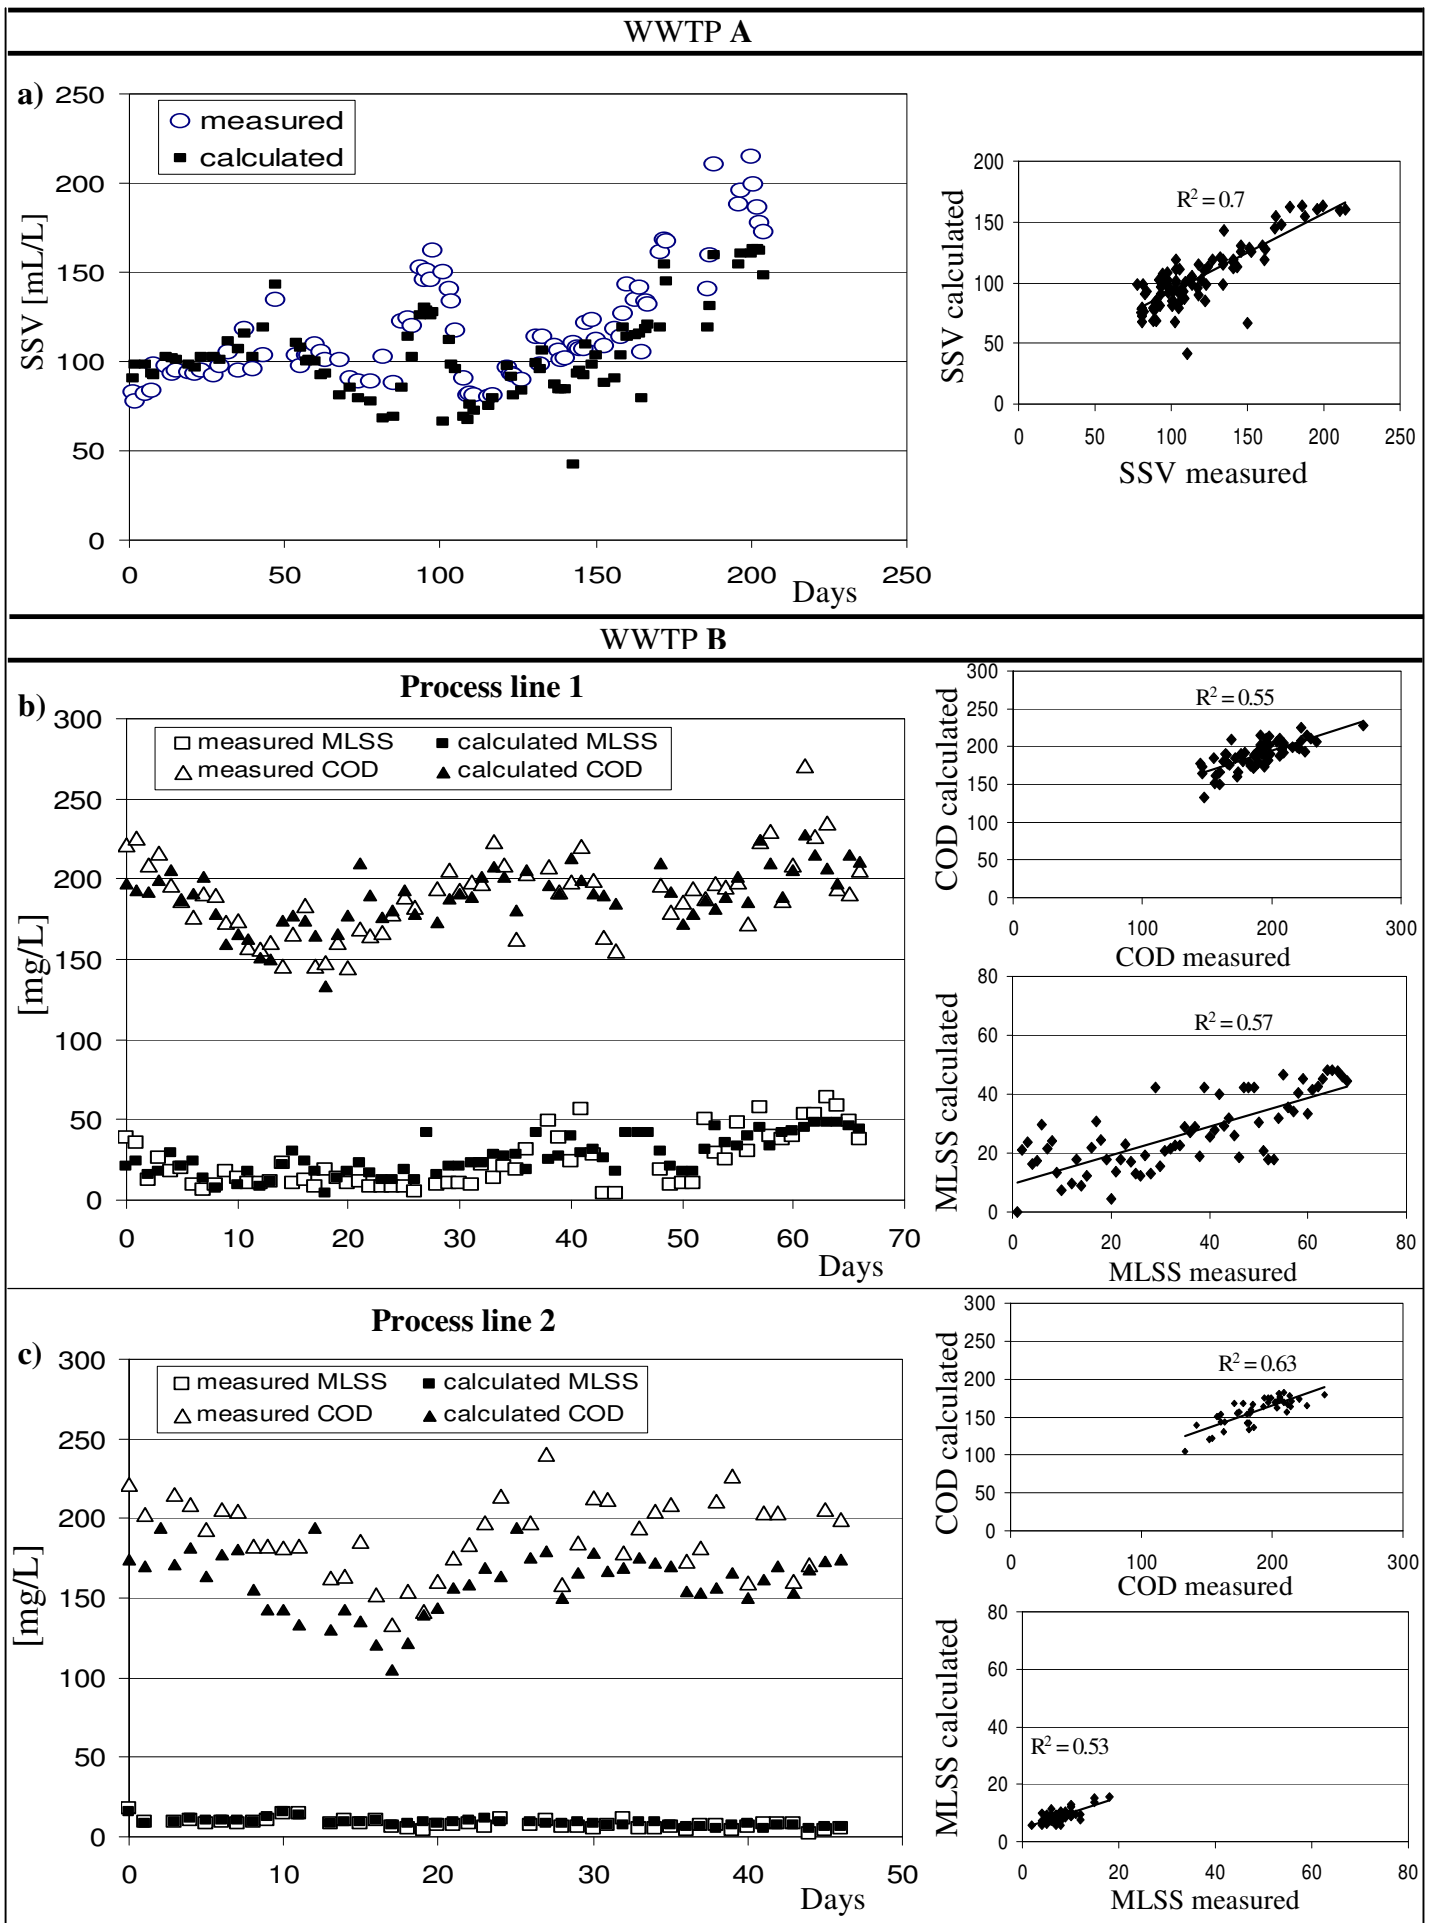 WWTP A
a)
250
200
150
100
50
0
SSV [mL/L]
measured
calculated
0 50 100 150 200 250
Days
200
150
100
50
0
SSV calculated
R² = 0.7
0 50 100 150 200 250
SSV measured
WWTP B
b)
Process line 1
300
250
200
150
100
50
0
[mg/L]
measured MLSS calculated MLSS
measured COD calculated COD
0 10 20 30 40 50 60 70
Days
300
250
200
150
100
50
0
COD calculated
R² = 0.55
0 100 200 300
COD measured
80
60
40
20
0
MLSS calculated
R² = 0.57
0 20 40 60 80
MLSS measured
c)
Process line 2
300
250
200
150
100
50
0
[mg/L]
measured MLSS calculated MLSS
measured COD calculated COD
0 10 20 30 40 50
Days
300
250
200
150
100
50
0
COD calculated
R² = 0.63
0 100 200 300
COD measured
80
60
40
20
0
MLSS calculated
R² = 0.53
0 20 40 60 80
MLSS measured